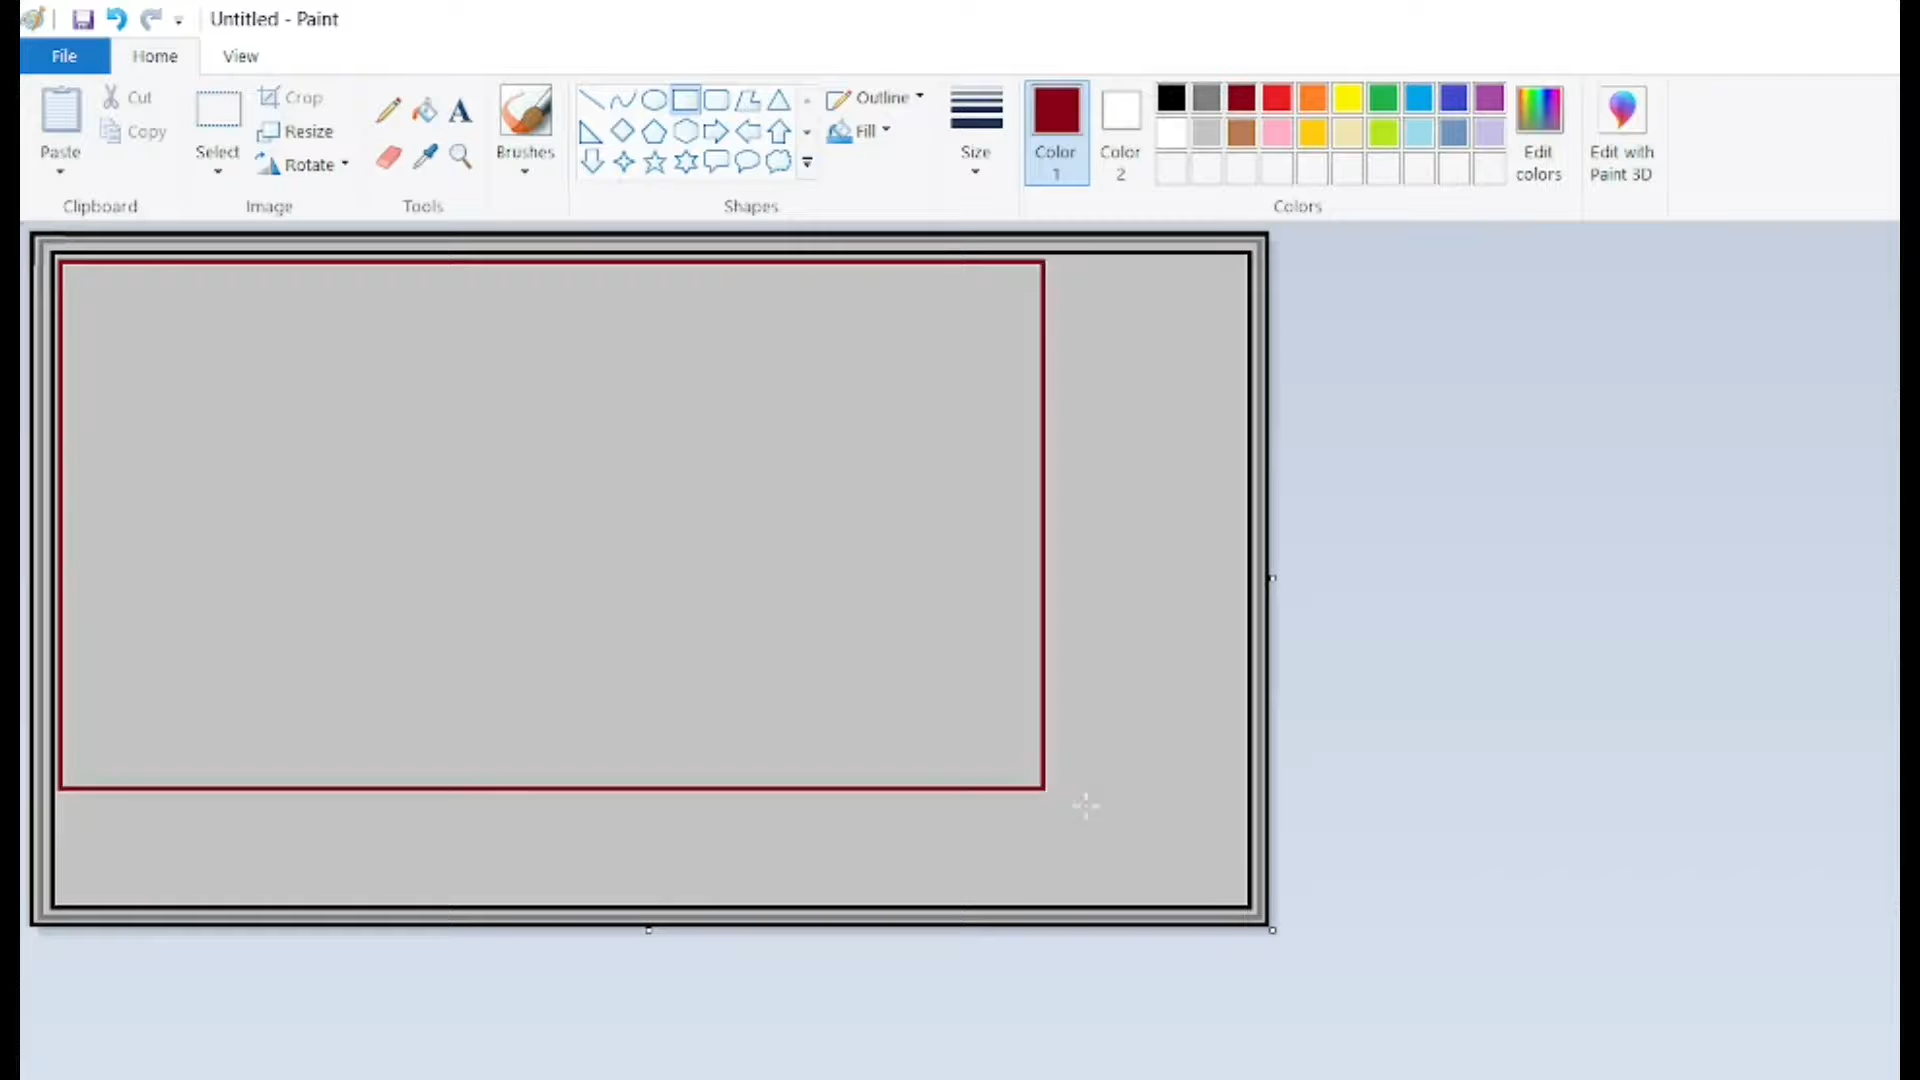 Untitled - Paint
File Home View
Paste
Cut
Copy
Clipboard
Select
Crop
Resize
Rotate
Image
A
Tools
Brushes
Outline
Fill
Shapes
Size
Color 1
Color 2
Edit colors
Colors
Edit with Paint 3D